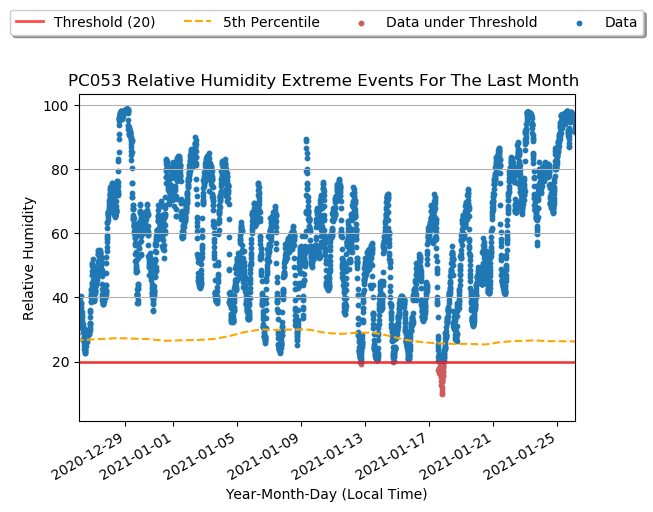 Threshold (20) 5th Percentile Data under Threshold Data
PC053 Relative Humidity Extreme Events For The Last Month
100
80
60
40
20
Relative Humidity
2020-12-29 2021-01-01 2021-01-05 2021-01-09 2021-01-13 2021-01-17 2021-01-21 2021-01-25
Year-Month-Day (Local Time)